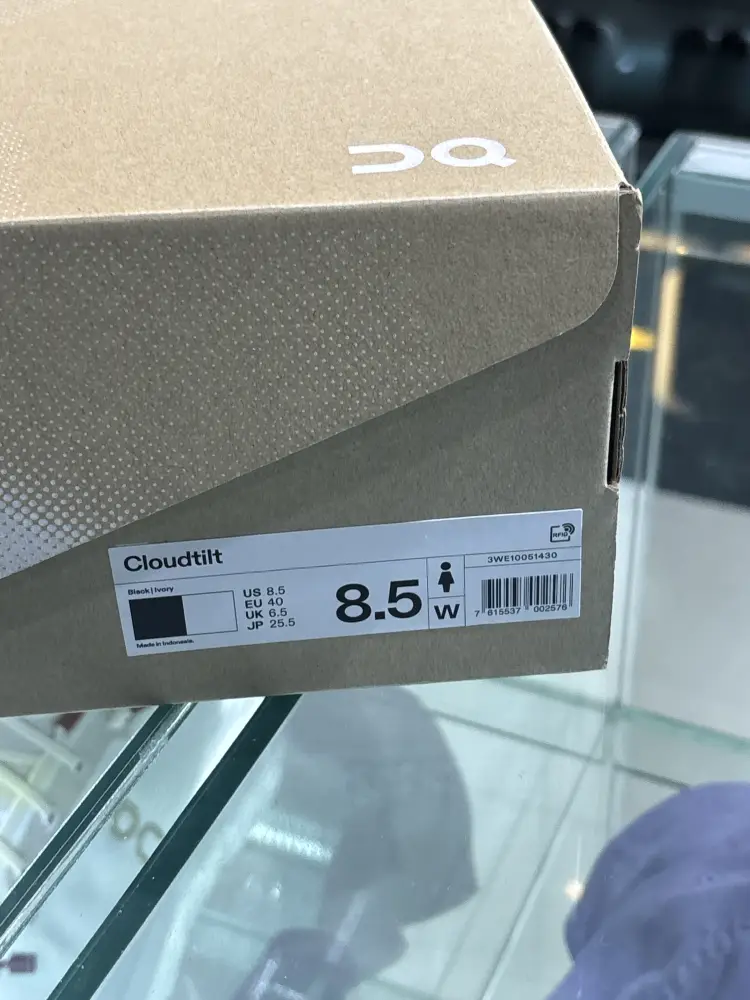 On
Cloudtilt
RFID
3WE10051430
Black | Ivory
US 8.5
EU 40
UK 6.5
JP 25.5
8.5
W
Made in Indonesia.
7 615537 002576